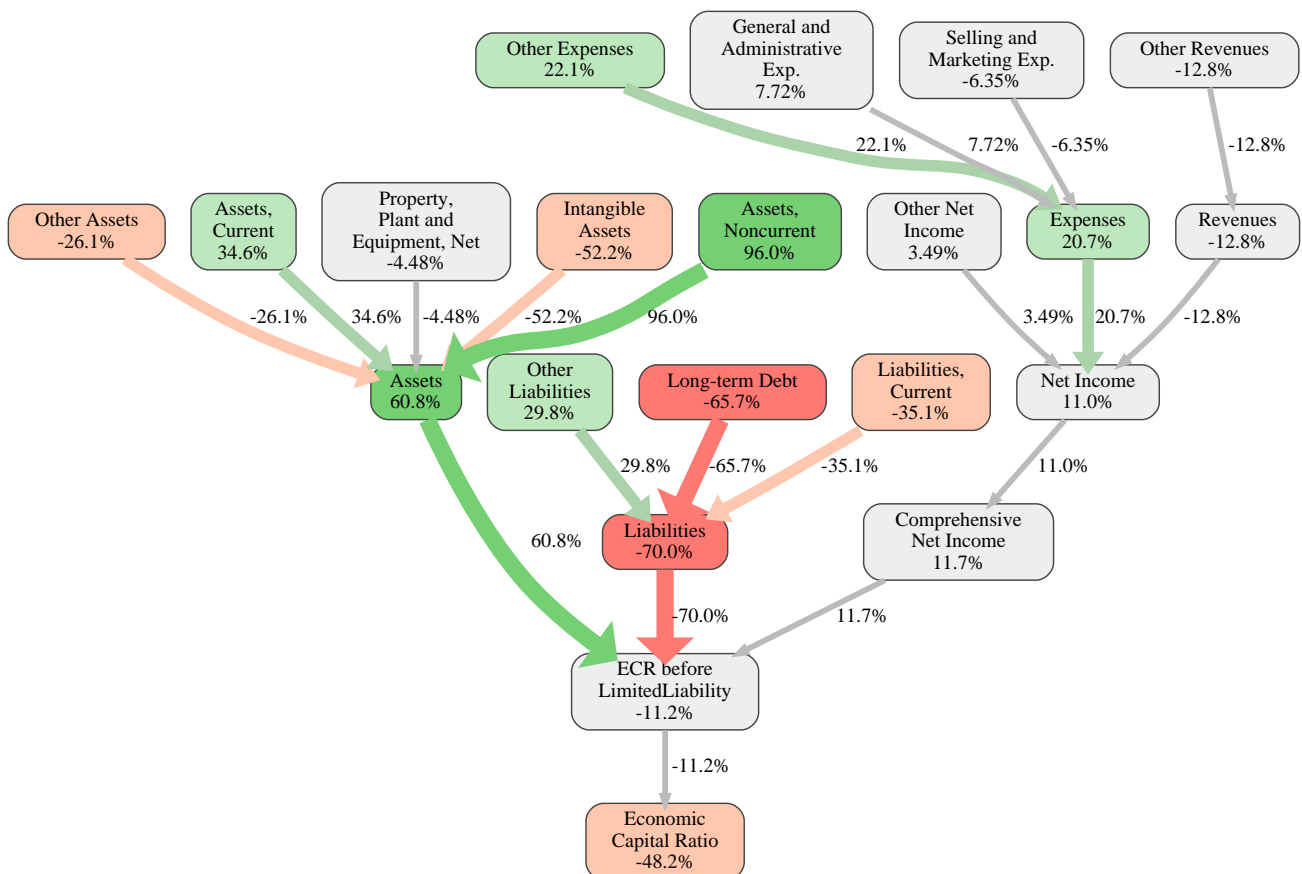 Other Expenses
22.1%
General and
Administrative
Exp.
7.72%
Selling and
Marketing Exp.
-6.35%
Other Revenues
-12.8%
22.1%
7.72%
-6.35%
-12.8%
Other Assets
-26.1%
Assets,
Current
34.6%
Property,
Plant and
Equipment, Net
-4.48%
Intangible
Assets
-52.2%
Assets,
Noncurrent
96.0%
Other Net
Income
3.49%
Expenses
20.7%
Revenues
-12.8%
-26.1%
34.6%
-4.48%
-52.2%
96.0%
3.49%
20.7%
-12.8%
Assets
60.8%
Other
Liabilities
29.8%
Long-term Debt
-65.7%
Liabilities,
Current
-35.1%
Net Income
11.0%
29.8%
-65.7%
-35.1%
11.0%
60.8%
Liabilities
-70.0%
Comprehensive
Net Income
11.7%
-70.0%
11.7%
ECR before
LimitedLiability
-11.2%
-11.2%
Economic
Capital Ratio
-48.2%